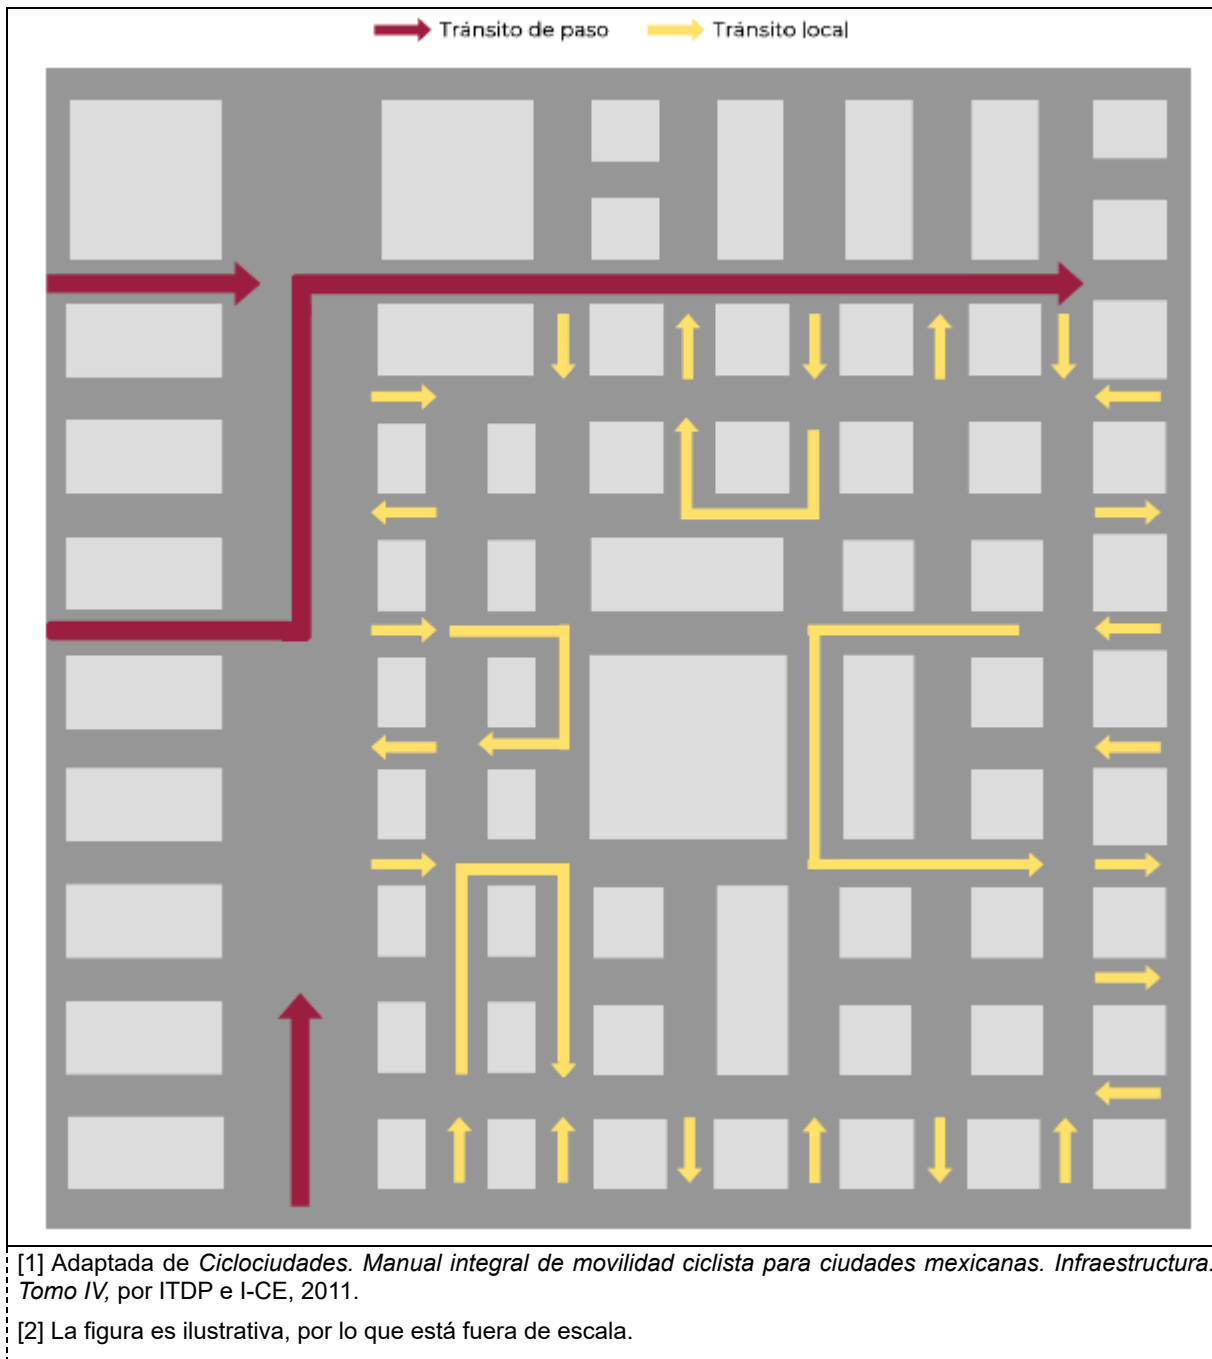 Tránsito de paso Tránsito local
[1] Adaptada de Ciclociudades. Manual integral de movilidad ciclista para ciudades mexicanas. Infraestructura.
Tomo IV, por ITDP e I-CE, 2011.
[2] La figura es ilustrativa, por lo que está fuera de escala.